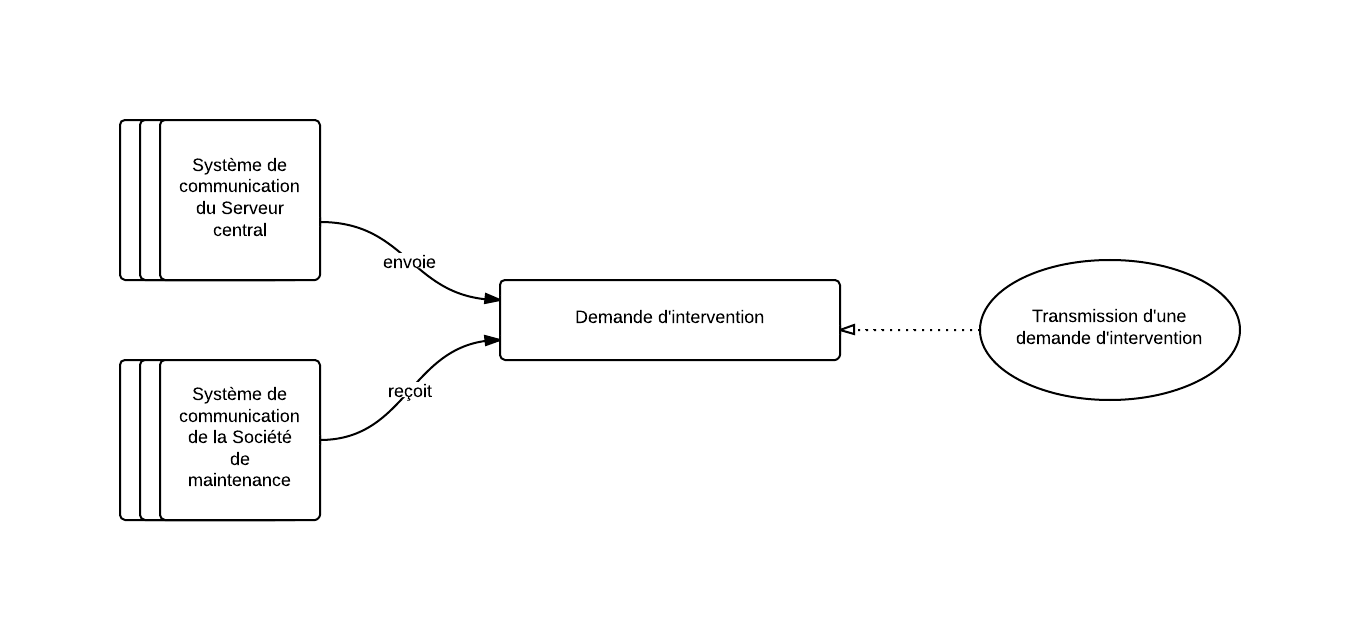 Système de
communication
du Serveur
central
envoie
Demande d'intervention
Transmission d'une
demande d'intervention
reçoit
Système de
communication
de la Société
de
maintenance